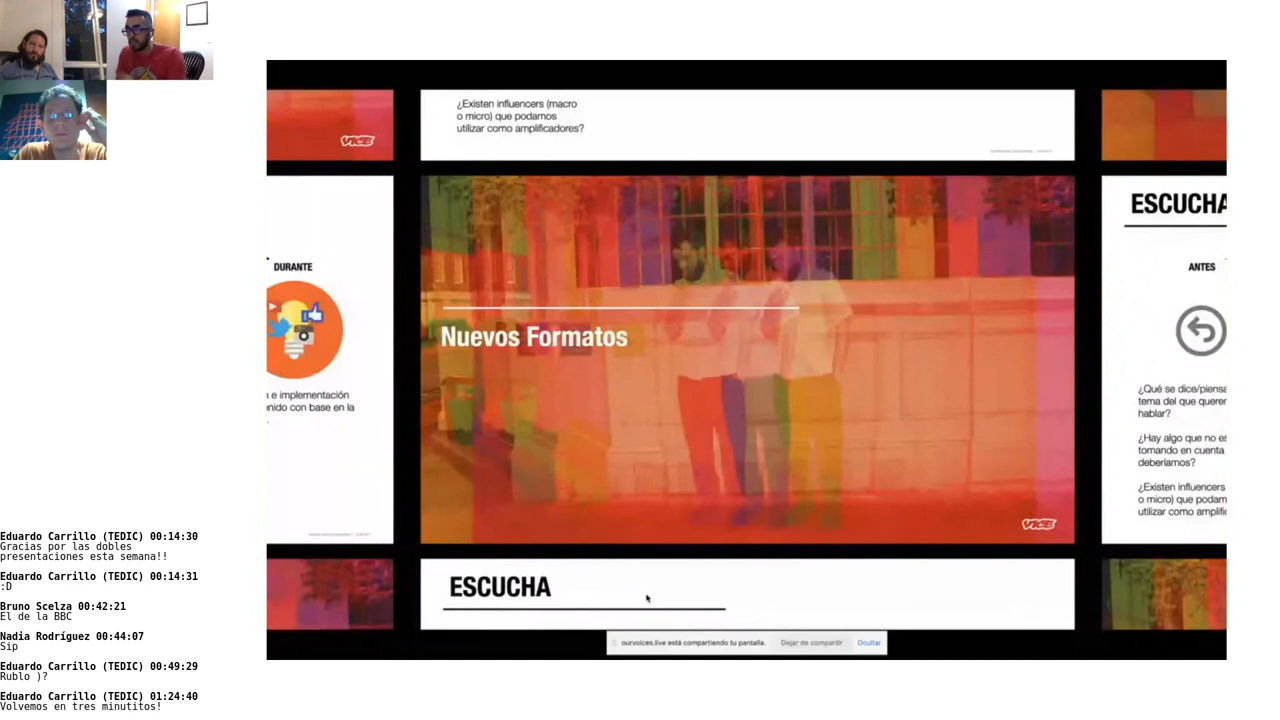 ¿Existen influencers (macro
o micro) que podamos
utilizar como amplificadores?
VICE
DURANTE
e implementación
nido con base en la
Nuevos Formatos
VICE
ESCUCHA
ANTES
¿Qué se dice/piensa
tema del que querer
hablar?
¿Hay algo que no es
tomando en cuenta
deberíamos?
¿Existen influencers
o micro) que podam
utilizar como amplific
ESCUCHA
ourvoices.live está compartiendo tu pantalla.
Dejar de compartir
Ocultar
Eduardo Carrillo (TEDIC) 00:14:30
Gracias por las dobles
presentaciones esta semana!!
Eduardo Carrillo (TEDIC) 00:14:31
:D
Bruno Scelza 00:42:21
El de la BBC
Nadia Rodríguez 00:44:07
Sip
Eduardo Carrillo (TEDIC) 00:49:29
Rublo )?
Eduardo Carrillo (TEDIC) 01:24:40
Volvemos en tres minutitos!